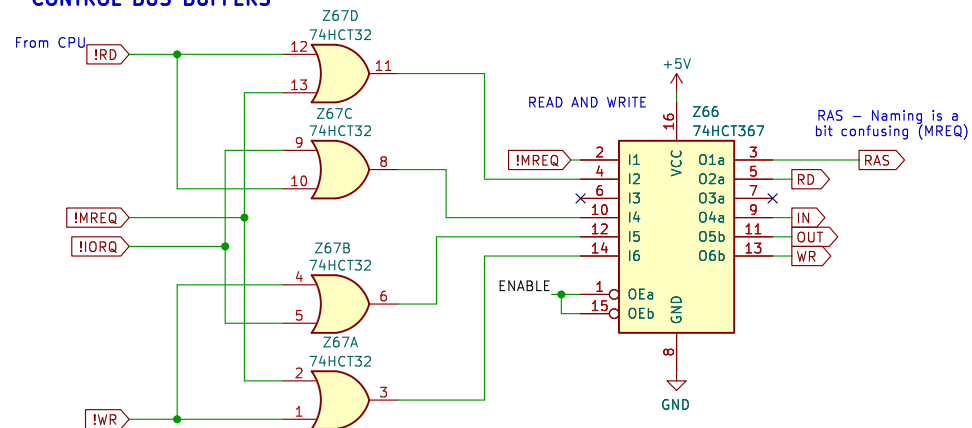 CONTROL BUS BUFFERS
Z67D
74HCT32
From CPU
!RD
12
13
11
Z67C
74HCT32
9
10
8
!MREQ
!IORQ
Z67B
74HCT32
4
5
6
Z67A
74HCT32
2
1
3
!WR
READ AND WRITE
+5V
16
VCC
Z66
74HCT367
RAS – Naming is a
bit confusing (MREQ)
!MREQ
2 I1 O1a 3 RAS
4 I2 O2a 5 RD
6 I3 O3a 7
10 I4 O4a 9 IN
12 I5 O5b 11 OUT
14 I6 O6b 13 WR
ENABLE
1 OEa
15 OEb
GND
8
GND